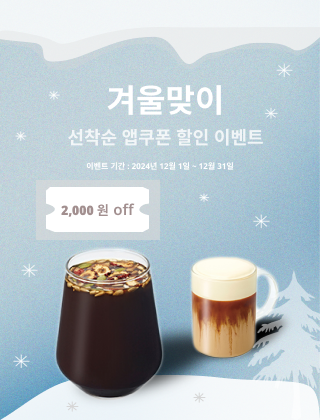 겨울맞이
선착순 앱쿠폰 할인 이벤트
이벤트 기간 : 2024년 12월 1일 ~ 12월 31일
2,000 원 off